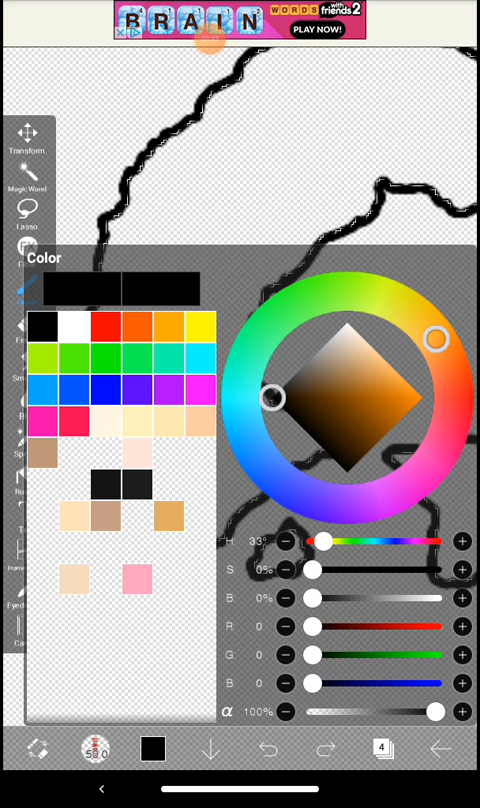 B R A I N
WORDS with friends 2
PLAY NOW!
Transform
Magic Wand
Lasso
Color
H 33°
S 0%
B 0%
R 0
G 0
B 0
α 100%
50.0
4